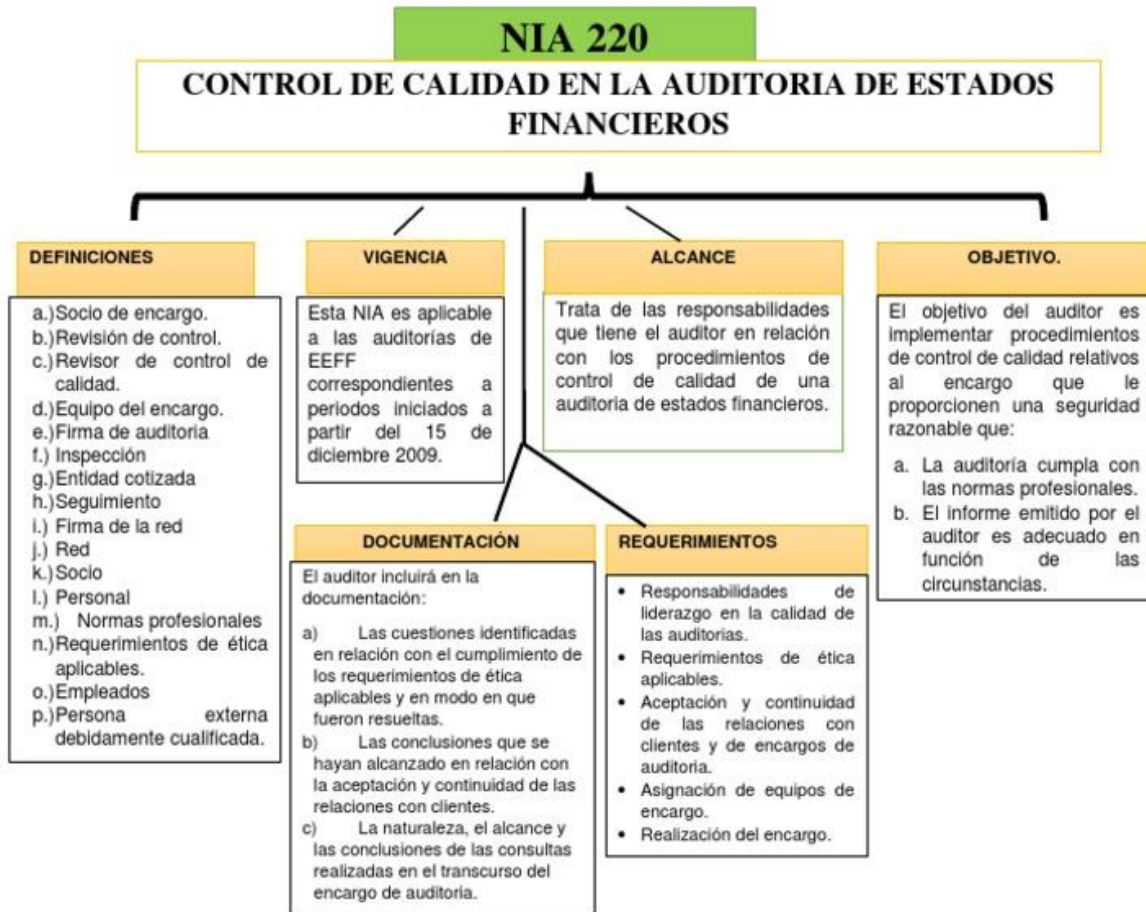 NIA 220
CONTROL DE CALIDAD EN LA AUDITORIA DE ESTADOS
FINANCIEROS
DEFINICIONES
a.)Socio de encargo.
b.)Revisión de control.
c.)Revisor de control de
calidad.
d.)Equipo del encargo.
e.)Firma de auditoria
f.) Inspección
g.)Entidad cotizada
h.)Seguimiento
i.) Firma de la red
j.) Red
k.)Socio
l.) Personal
m.) Normas profesionales
n.)Requerimientos de ética
aplicables.
o.)Empleados
p.)Persona externa
debidamente cualificada.
VIGENCIA
Esta NIA es aplicable
a las auditorías de
EEFF
correspondientes a
periodos iniciados a
partir del 15 de
diciembre 2009.
ALCANCE
Trata de las responsabilidades
que tiene el auditor en relación
con los procedimientos de
control de calidad de una
auditoria de estados financieros.
OBJETIVO.
El objetivo del auditor es
implementar procedimientos
de control de calidad relativos
al encargo que le
proporcionen una seguridad
razonable que:
a. La auditoría cumpla con
las normas profesionales.
b. El informe emitido por el
auditor es adecuado en
función de las
circunstancias.
DOCUMENTACIÓN
El auditor incluirá en la
documentación:
a) Las cuestiones identificadas
en relación con el cumplimiento de
los requerimientos de ética
aplicables y en modo en que
fueron resueltas.
b) Las conclusiones que se
hayan alcanzado en relación con
la aceptación y continuidad de las
relaciones con clientes.
c) La naturaleza, el alcance y
las conclusiones de las consultas
realizadas en el transcurso del
encargo de auditoria.
REQUERIMIENTOS
• Responsabilidades de
liderazgo en la calidad de
las auditorias.
• Requerimientos de ética
aplicables.
• Aceptación y continuidad
de las relaciones con
clientes y de encargos de
auditoria.
• Asignación de equipos de
encargo.
• Realización del encargo.